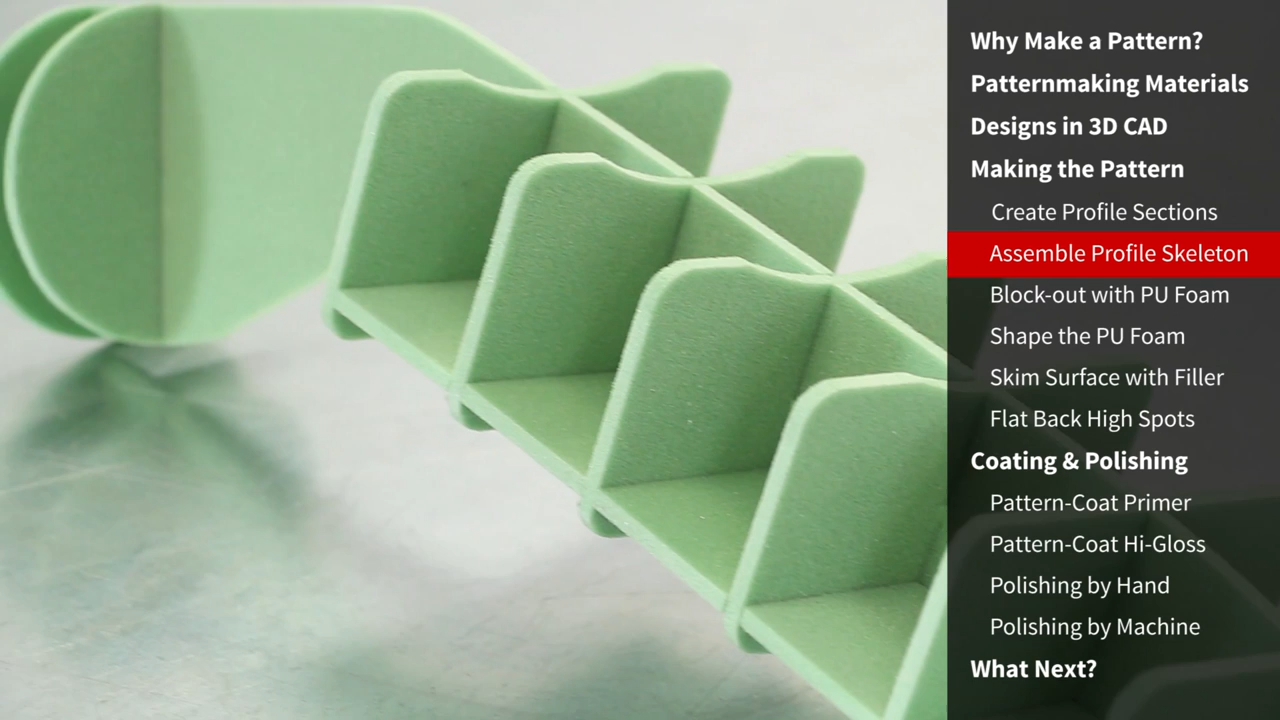 Why Make a Pattern?
Patternmaking Materials
Designs in 3D CAD
Making the Pattern
Create Profile Sections
Assemble Profile Skeleton
Block-out with PU Foam
Shape the PU Foam
Skim Surface with Filler
Flat Back High Spots
Coating & Polishing
Pattern-Coat Primer
Pattern-Coat Hi-Gloss
Polishing by Hand
Polishing by Machine
What Next?